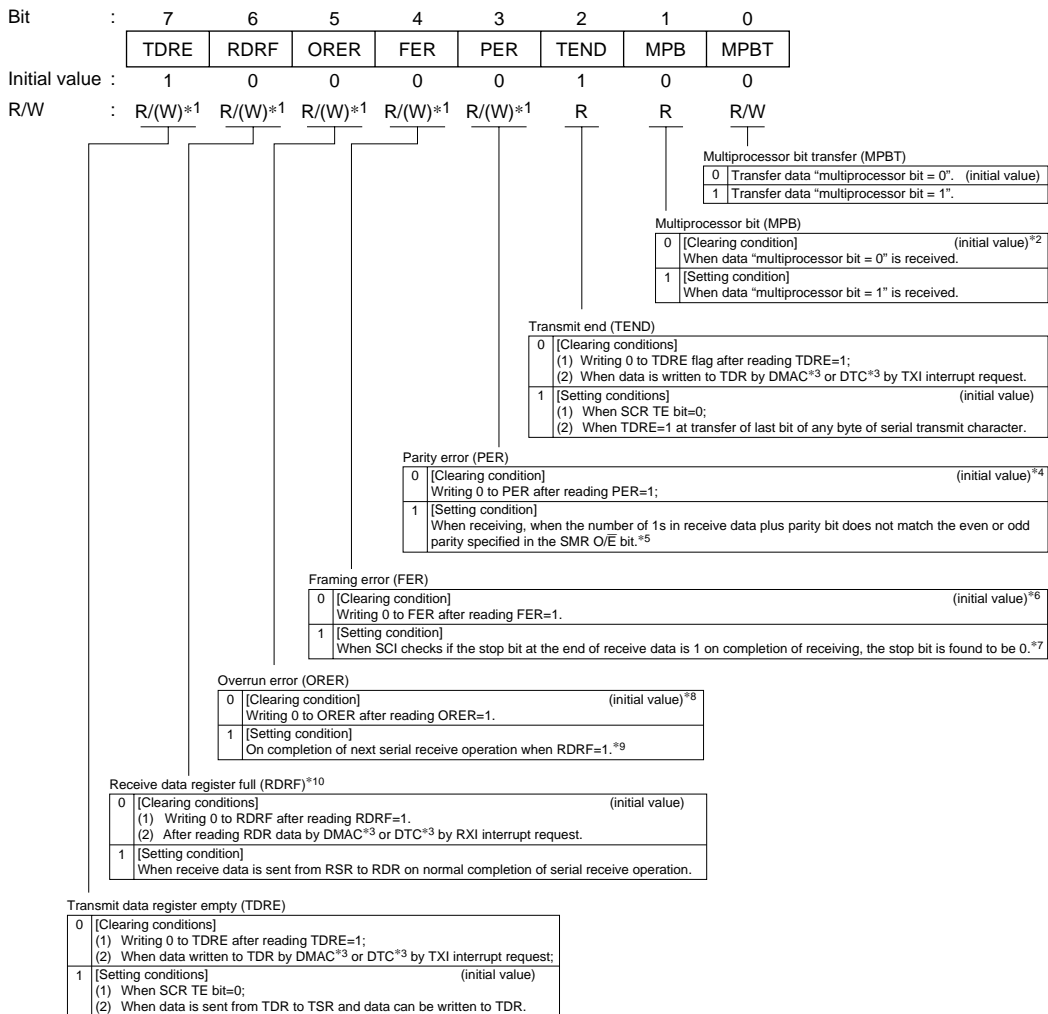 Bit : 7 6 5 4 3 2 1 0
TDRE RDRF ORER FER PER TEND MPB MPBT
Initial value : 1 0 0 0 0 1 0 0
R/W : R/(W)*1 R/(W)*1 R/(W)*1 R/(W)*1 R/(W)*1 R R R/W
Multiprocessor bit transfer (MPBT)
0 Transfer data “multiprocessor bit = 0”. (initial value)
1 Transfer data “multiprocessor bit = 1”.
Multiprocessor bit (MPB)
0 [Clearing condition] (initial value)*2
When data “multiprocessor bit = 0” is received.
1 [Setting condition]
When data “multiprocessor bit = 1” is received.
Transmit end (TEND)
0 [Clearing conditions]
(1) Writing 0 to TDRE flag after reading TDRE=1;
(2) When data is written to TDR by DMAC*3 or DTC*3 by TXI interrupt request.
1 [Setting conditions] (initial value)
(1) When SCR TE bit=0;
(2) When TDRE=1 at transfer of last bit of any byte of serial transmit character.
Parity error (PER)
0 [Clearing condition] (initial value)*4
Writing 0 to PER after reading PER=1;
1 [Setting condition]
When receiving, when the number of 1s in receive data plus parity bit does not match the even or odd
parity specified in the SMR O/E̅ bit.*5
Framing error (FER)
0 [Clearing condition] (initial value)*6
Writing 0 to FER after reading FER=1.
1 [Setting condition]
When SCI checks if the stop bit at the end of receive data is 1 on completion of receiving, the stop bit is found to be 0.*7
Overrun error (ORER)
0 [Clearing condition] (initial value)*8
Writing 0 to ORER after reading ORER=1.
1 [Setting condition]
On completion of next serial receive operation when RDRF=1.*9
Receive data register full (RDRF)*10
0 [Clearing conditions] (initial value)
(1) Writing 0 to RDRF after reading RDRF=1.
(2) After reading RDR data by DMAC*3 or DTC*3 by RXI interrupt request.
1 [Setting condition]
When receive data is sent from RSR to RDR on normal completion of serial receive operation.
Transmit data register empty (TDRE)
0 [Clearing conditions]
(1) Writing 0 to TDRE after reading TDRE=1;
(2) When data written to TDR by DMAC*3 or DTC*3 by TXI interrupt request;
1 [Setting conditions] (initial value)
(1) When SCR TE bit=0;
(2) When data is sent from TDR to TSR and data can be written to TDR.